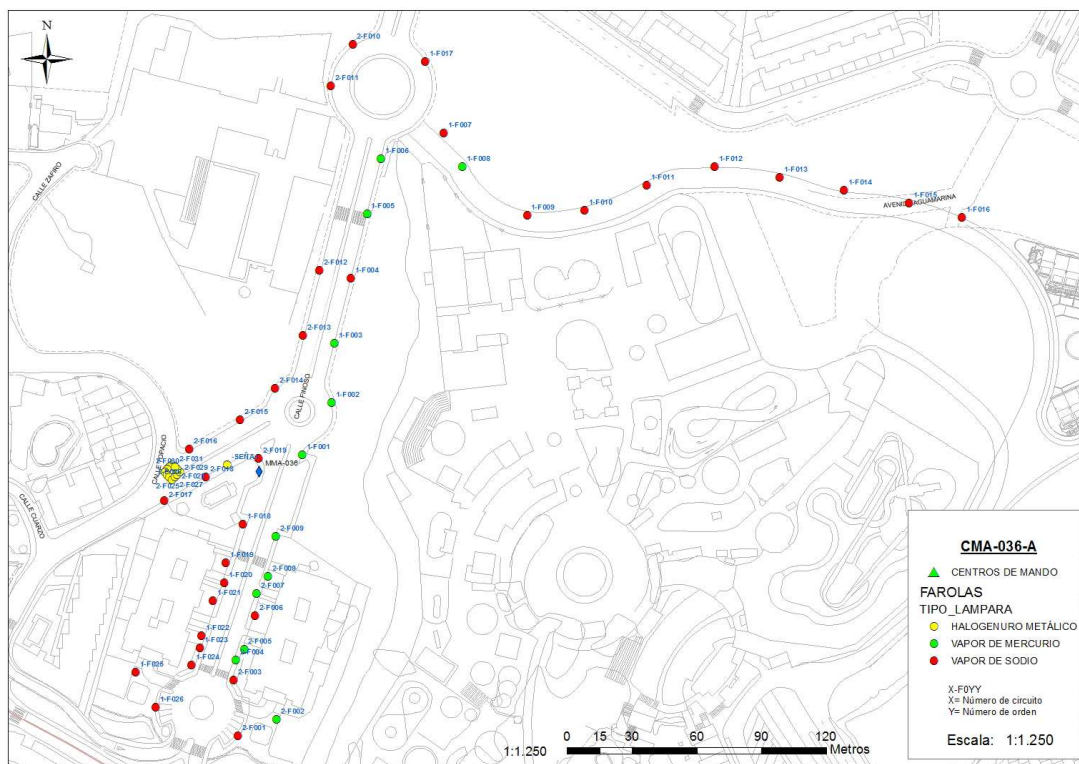 N
2-F010
1-F017
2-F011
1-F007
1-F006
1-F008
1-F012
1-F013
1-F011
1-F014
1-F015
AVENIDA AGUAMARINA
1-F009
1-F010
1-F016
1-F005
CALLE ZAFIRO
2-F012
1-F004
2-F013
1-F003
2-F014
CALLE FINOSO
1-F002
2-F015
2-F016
CALLE TOPACIO
2-F031
2-F029
2-F027
2-F025
2-F018
2-F019
MMA-036
1-F001
2-F017
CALLE CUARZO
1-F018
2-F009
1-F019
2-F008
1-F020
2-F007
1-F021
2-F006
1-F022
1-F023
2-F005
1-F024
2-F004
1-F025
2-F003
1-F026
2-F002
2-F001
CMA-036-A
CENTROS DE MANDO
FAROLAS
TIPO_LAMPARA
HALOGENURO METÁLICO
VAPOR DE MERCURIO
VAPOR DE SODIO
X-F0YY
X= Número de circuito
Y= Número de orden
Escala: 1:1.250
1:1.250
0 15 30 60 90 120
Metros